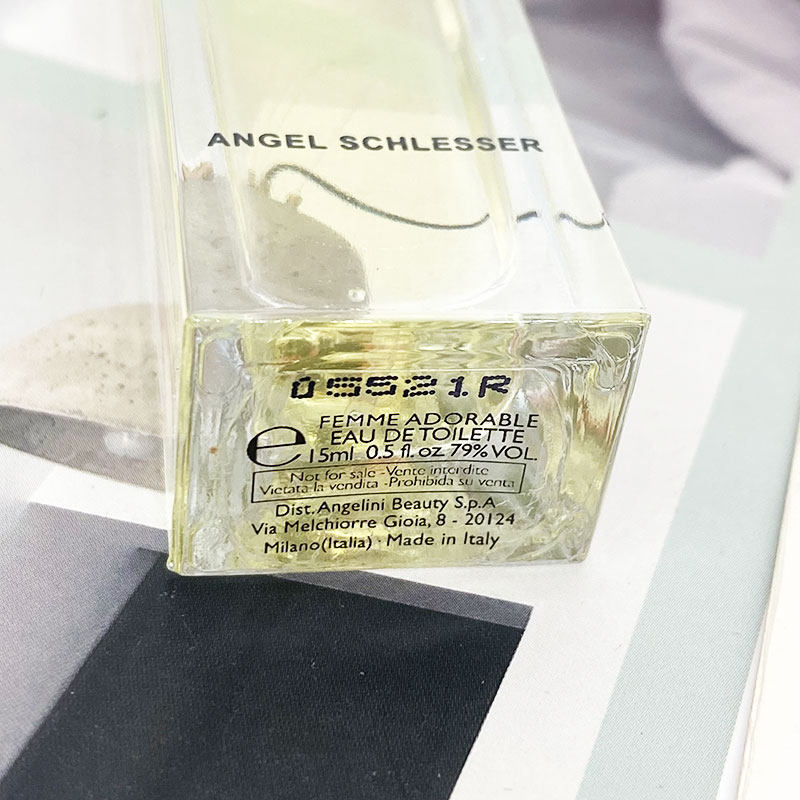 ANGEL SCHLESSER
05521R
FEMME ADORABLE
EAU DE TOILETTE
e 15ml 0.5 fl. oz 79% VOL.
Not for sale - Vente interdite
Vietata la vendita - Prohibida su venta
Dist. Angelini Beauty S.p.A
Via Melchiorre Gioia, 8 - 20124
Milano (Italia) · Made in Italy